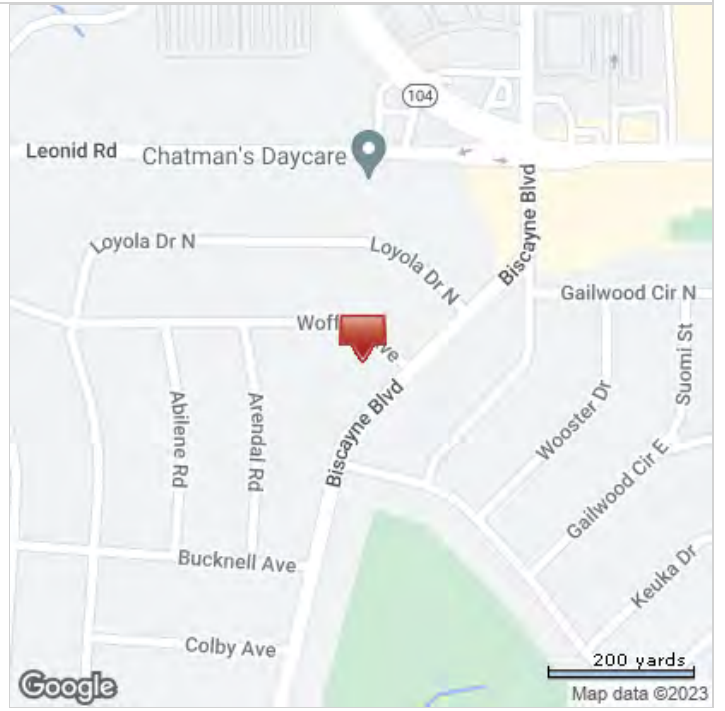 104
Leonid Rd
Chatman's Daycare
Biscayne Blvd
Loyola Dr N
Loyola Dr N
Gailwood Cir N
Suomi St
Wooster Dr
Abilene Rd
Arendal Rd
Biscayne Blvd
Gailwood Cir E
Bucknell Ave
Keuka Dr
Colby Ave
200 yards
Google
Map data ©2023